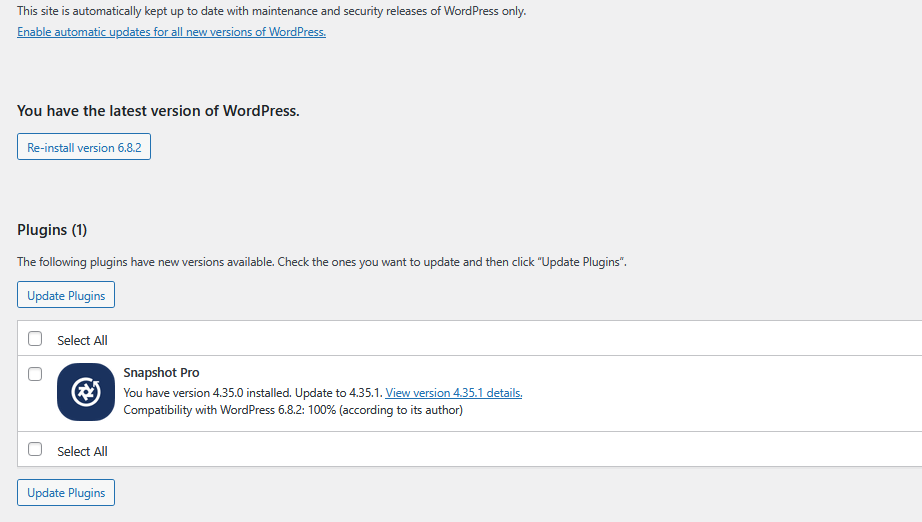 This site is automatically kept up to date with maintenance and security releases of WordPress only.
Enable automatic updates for all new versions of WordPress.
You have the latest version of WordPress.
Re-install version 6.8.2
Plugins (1)
The following plugins have new versions available. Check the ones you want to update and then click “Update Plugins”.
Update Plugins
Select All
Snapshot Pro
You have version 4.35.0 installed. Update to 4.35.1. View version 4.35.1 details.
Compatibility with WordPress 6.8.2: 100% (according to its author)
Select All
Update Plugins